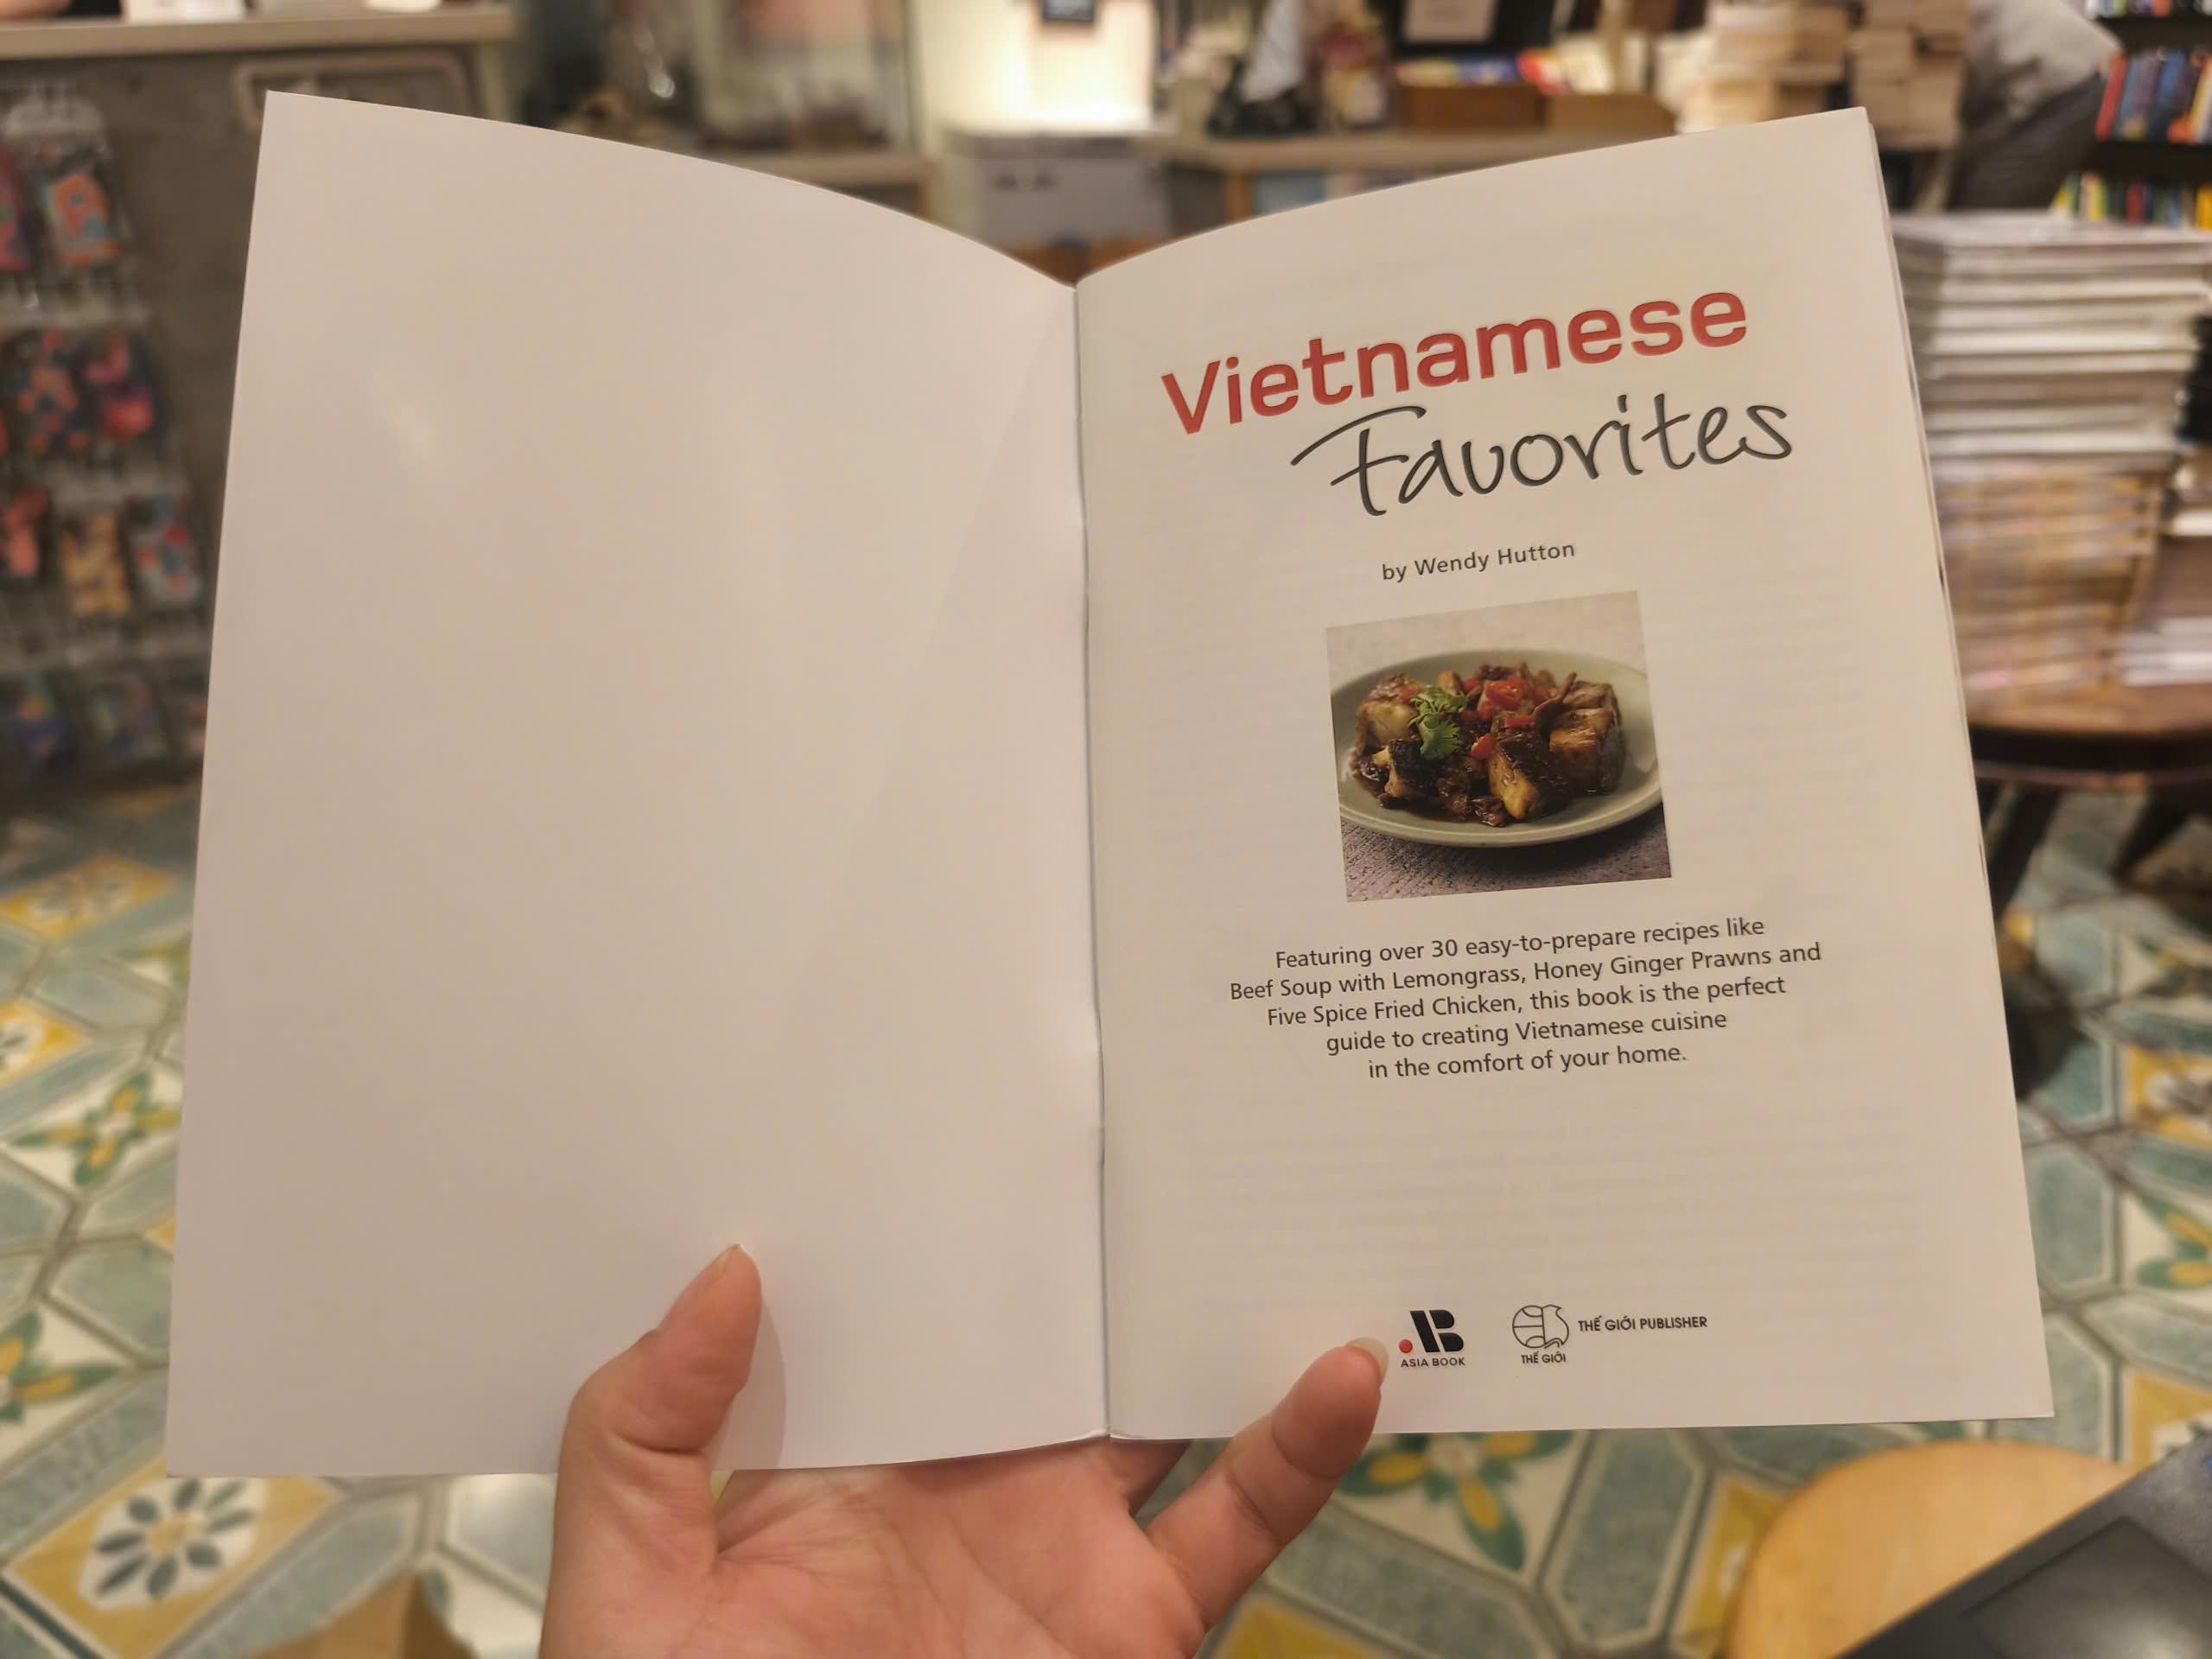 Vietnamese
Favorites
by Wendy Hutton
Featuring over 30 easy-to-prepare recipes like
Beef Soup with Lemongrass, Honey Ginger Prawns and
Five Spice Fried Chicken, this book is the perfect
guide to creating Vietnamese cuisine
in the comfort of your home.
AB
ASIA BOOK
THẾ GIỚI
THẾ GIỚI PUBLISHER